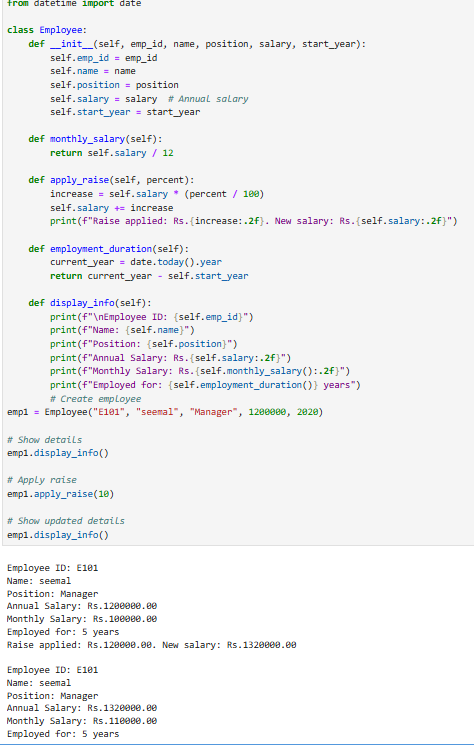 from datetime import date
class Employee:
    def __init__(self, emp_id, name, position, salary, start_year):
        self.emp_id = emp_id
        self.name = name
        self.position = position
        self.salary = salary  # Annual salary
        self.start_year = start_year
    def monthly_salary(self):
        return self.salary / 12
    def apply_raise(self, percent):
        increase = self.salary * (percent / 100)
        self.salary += increase
        print(f"Raise applied: Rs.{increase:.2f}. New salary: Rs.{self.salary:.2f}")
    def employment_duration(self):
        current_year = date.today().year
        return current_year - self.start_year
    def display_info(self):
        print(f"\nEmployee ID: {self.emp_id}")
        print(f"Name: {self.name}")
        print(f"Position: {self.position}")
        print(f"Annual Salary: Rs.{self.salary:.2f}")
        print(f"Monthly Salary: Rs.{self.monthly_salary():.2f}")
        print(f"Employed for: {self.employment_duration()} years")
        # Create employee
emp1 = Employee("E101", "seemal", "Manager", 1200000, 2020)
# Show details
emp1.display_info()
# Apply raise
emp1.apply_raise(10)
# Show updated details
emp1.display_info()
Employee ID: E101
Name: seemal
Position: Manager
Annual Salary: Rs.1200000.00
Monthly Salary: Rs.100000.00
Employed for: 5 years
Raise applied: Rs.120000.00. New salary: Rs.1320000.00
Employee ID: E101
Name: seemal
Position: Manager
Annual Salary: Rs.1320000.00
Monthly Salary: Rs.110000.00
Employed for: 5 years